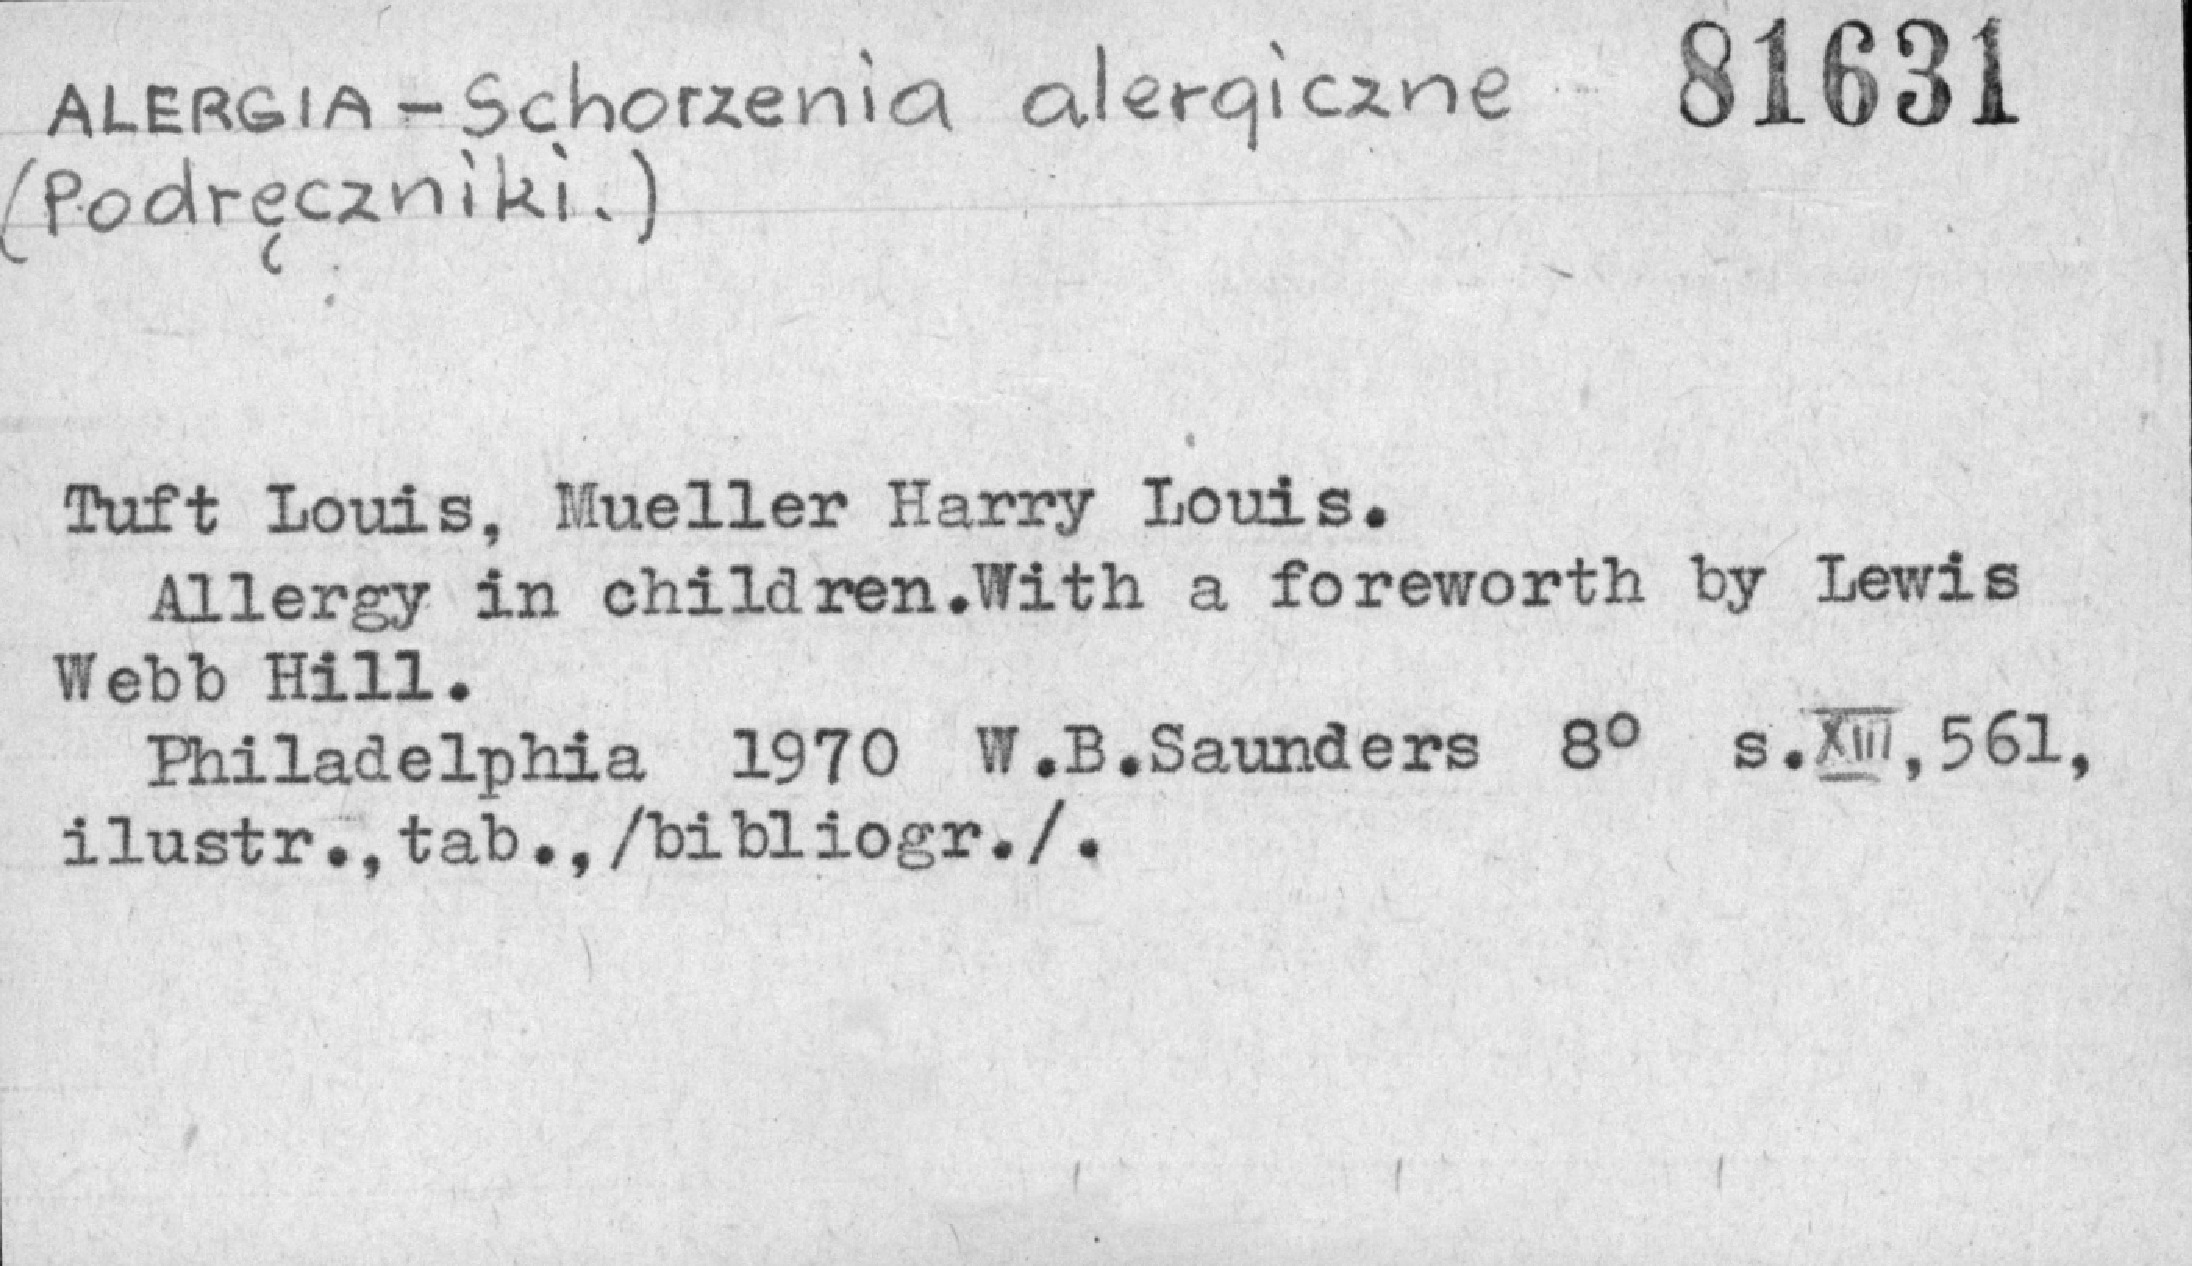 ALERGIA - Schorzenia alergiczne 81631
(Podręczniki.)
Tuft Louis, Mueller Harry Louis.
Allergy in children.With a foreworth by Lewis
Webb Hill.
Philadelphia 1970 W.B.Saunders 8° s.XIII,561,
ilustr.,tab.,/bibliogr./.